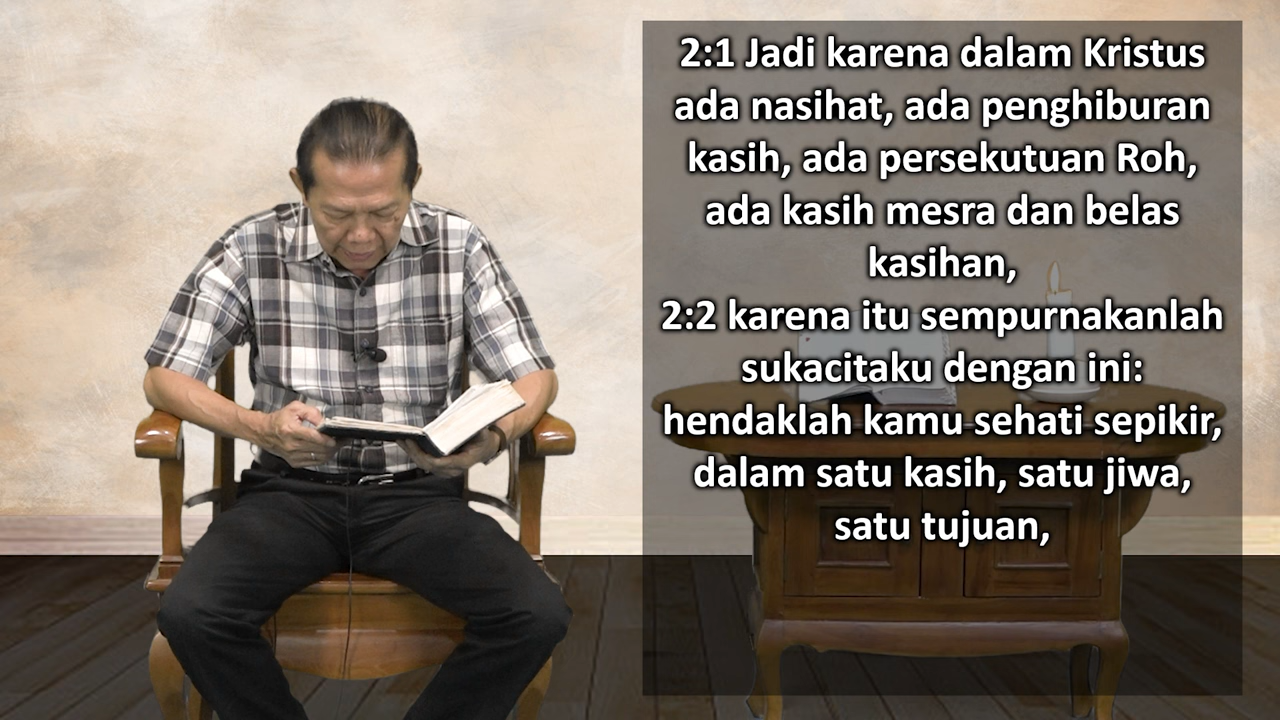 2:1 Jadi karena dalam Kristus
ada nasihat, ada penghiburan
kasih, ada persekutuan Roh,
ada kasih mesra dan belas
kasihan,
2:2 karena itu sempurnakanlah
sukacitaku dengan ini:
hendaklah kamu sehati sepikir,
dalam satu kasih, satu jiwa,
satu tujuan,